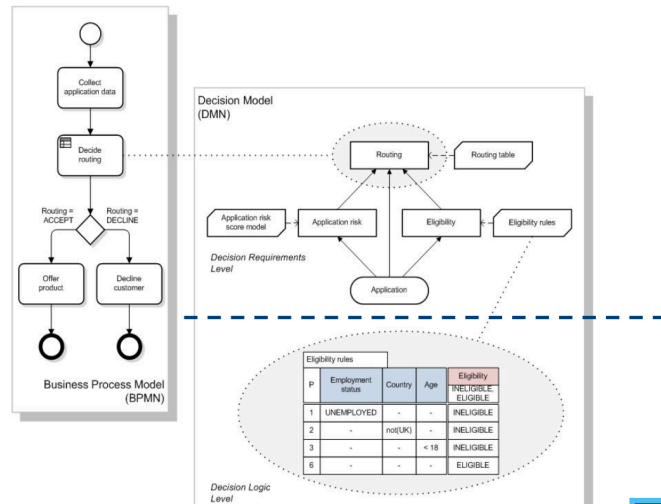 Collect
application data
Decide
routing
Routing =
ACCEPT
Routing =
DECLINE
Offer
product
Decline
customer
Business Process Model
(BPMN)
Decision Model
(DMN)
Routing
Routing table
Application risk
score model
Application risk
Eligibility
Eligibility rules
Decision Requirements
Level
Application
Eligibility rules
P
Employment
status
Country
Age
Eligibility
INELIGIBLE,
ELIGIBLE
1 UNEMPLOYED - - INELIGIBLE
2 - not(UK) - INELIGIBLE
3 - - < 18 INELIGIBLE
6 - - - ELIGIBLE
Decision Logic
Level